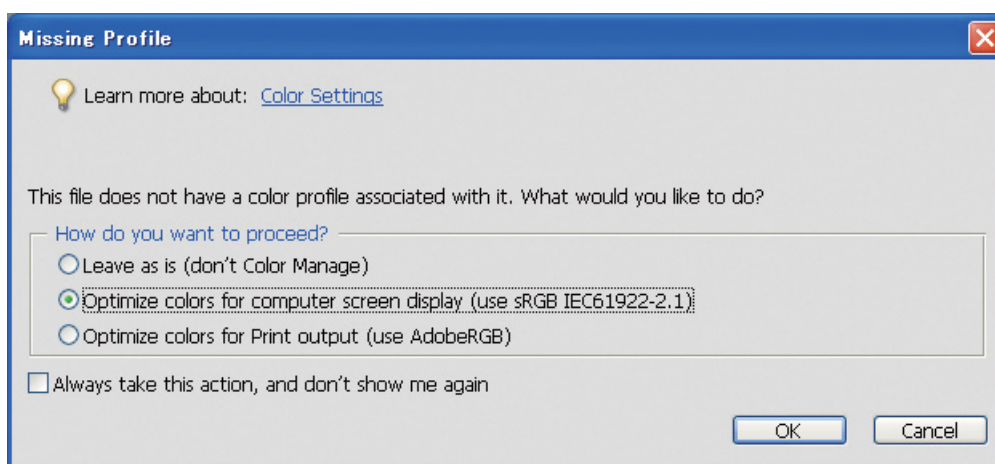 Missing Profile
Learn more about: Color Settings
This file does not have a color profile associated with it. What would you like to do?
How do you want to proceed?
Leave as is (don't Color Manage)
Optimize colors for computer screen display (use sRGB IEC61922-2.1)
Optimize colors for Print output (use AdobeRGB)
Always take this action, and don't show me again
OK Cancel